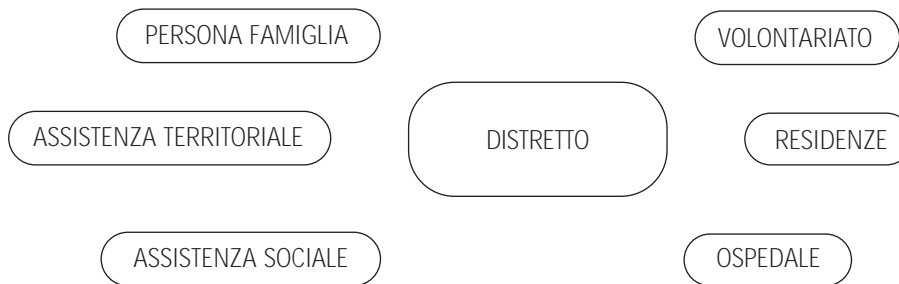 PERSONA FAMIGLIA
VOLONTARIATO
ASSISTENZA TERRITORIALE
DISTRETTO
RESIDENZE
ASSISTENZA SOCIALE
OSPEDALE